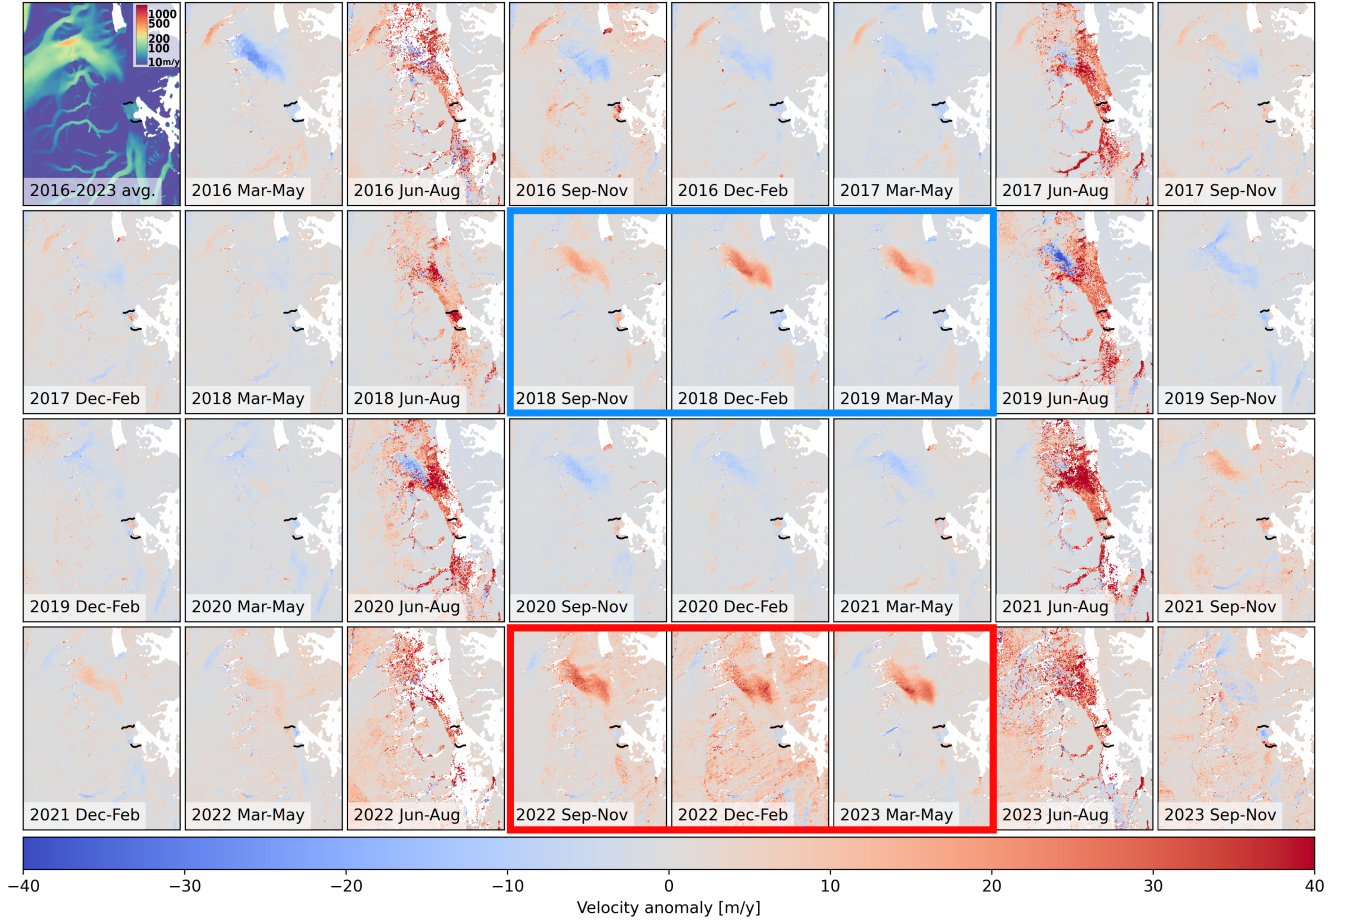 1000
500
200
100
10m/y
2016-2023 avg.
2016 Mar-May
2016 Jun-Aug
2016 Sep-Nov
2016 Dec-Feb
2017 Mar-May
2017 Jun-Aug
2017 Sep-Nov
2017 Dec-Feb
2018 Mar-May
2018 Jun-Aug
2018 Sep-Nov
2018 Dec-Feb
2019 Mar-May
2019 Jun-Aug
2019 Sep-Nov
2019 Dec-Feb
2020 Mar-May
2020 Jun-Aug
2020 Sep-Nov
2020 Dec-Feb
2021 Mar-May
2021 Jun-Aug
2021 Sep-Nov
2021 Dec-Feb
2022 Mar-May
2022 Jun-Aug
2022 Sep-Nov
2022 Dec-Feb
2023 Mar-May
2023 Jun-Aug
2023 Sep-Nov
−40 −30 −20 −10 0 10 20 30 40
Velocity anomaly [m/y]